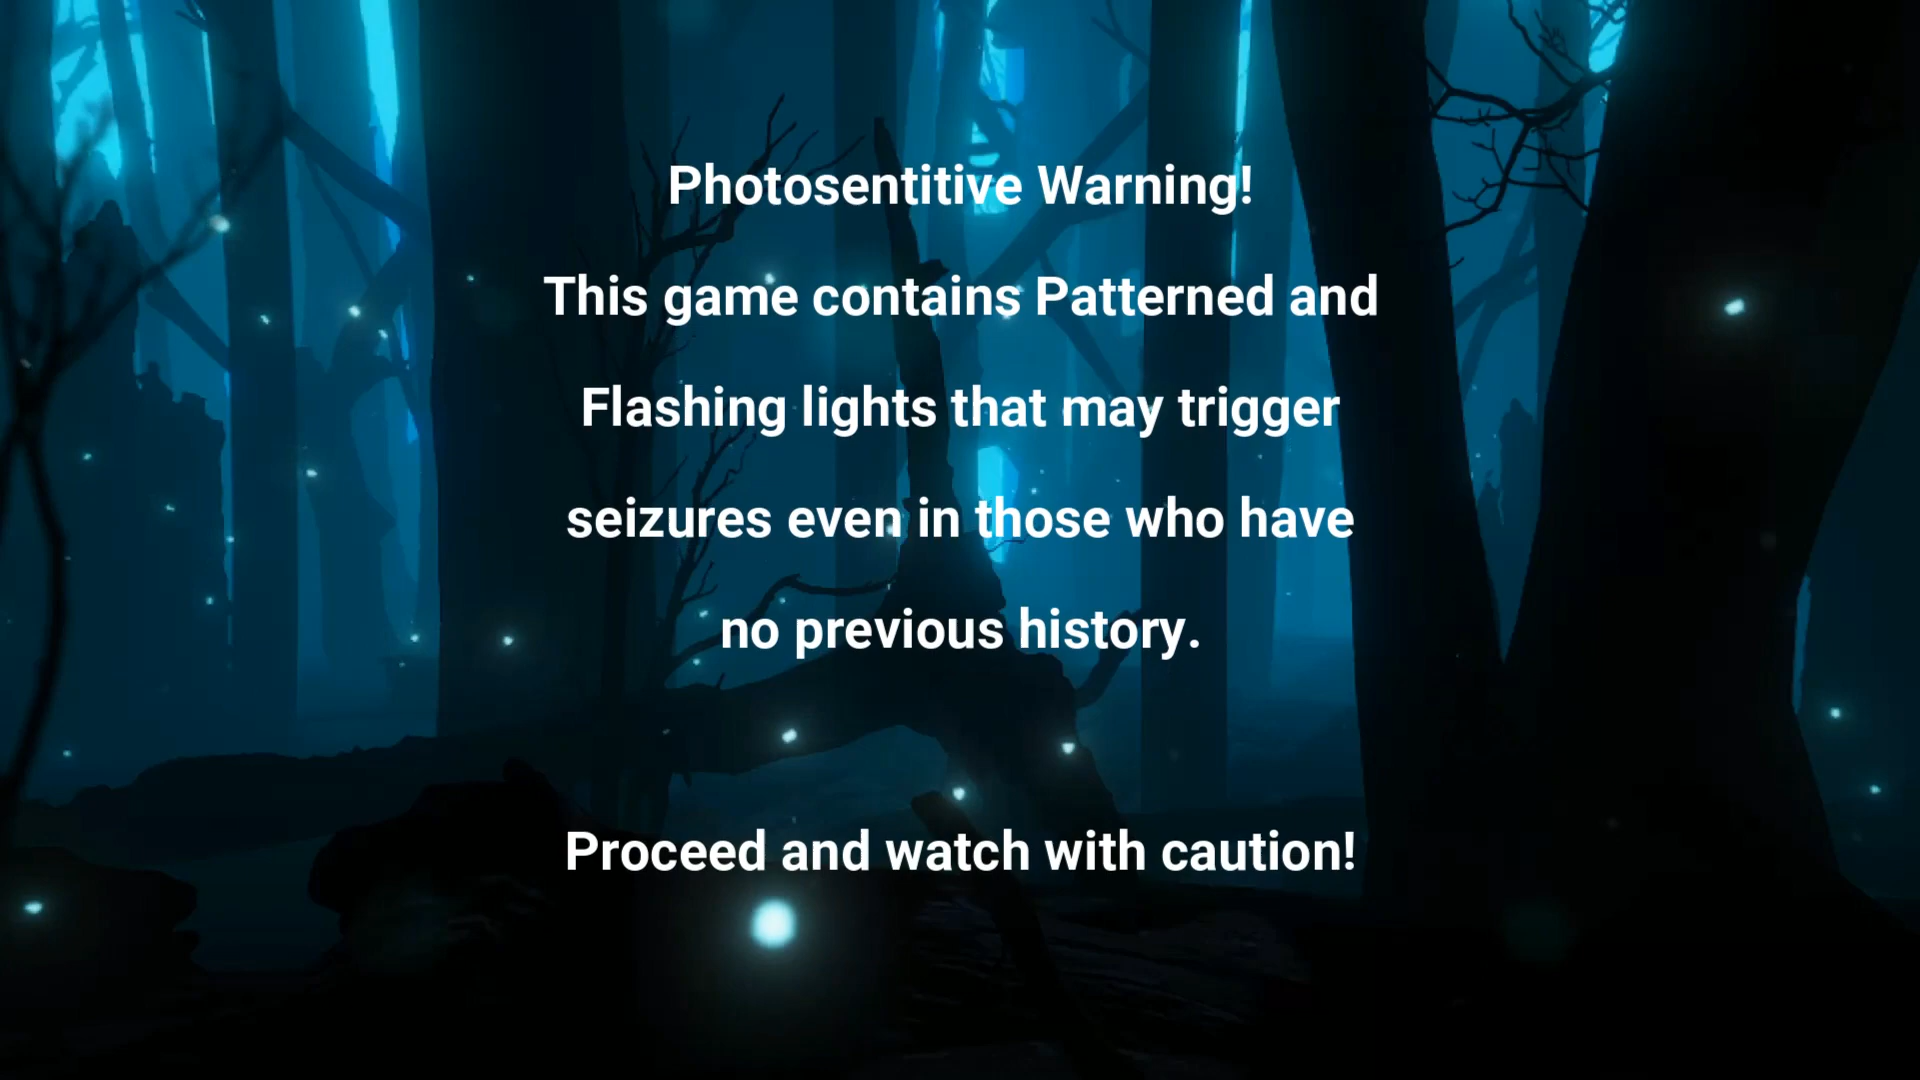 Photosentitive Warning!
This game contains Patterned and
Flashing lights that may trigger
seizures even in those who have
no previous history.
Proceed and watch with caution!